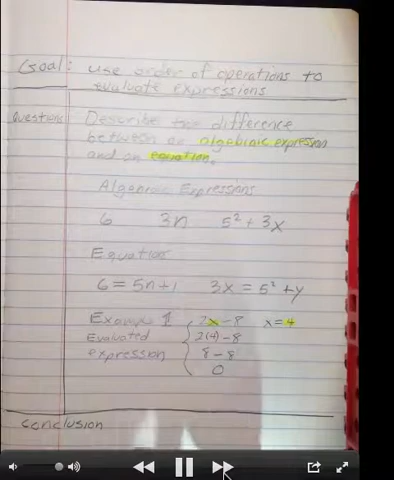 Goal: use order of operations to
evaluate expressions
Questions Describe the difference
between an algebraic expression
and an equation.
Algebraic Expressions
6 3n 5² + 3x
Equation
6 = 5n+1 3x = 5² + y
Example 1 2x - 8 x = 4
Evaluated 2(4) - 8
expression 8 - 8
0
conclusion